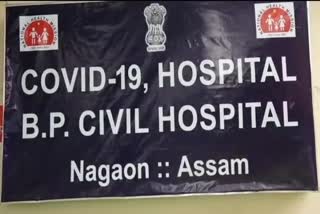 COVID-19, HOSPITAL
B.P. CIVIL HOSPITAL
Nagaon :: Assam